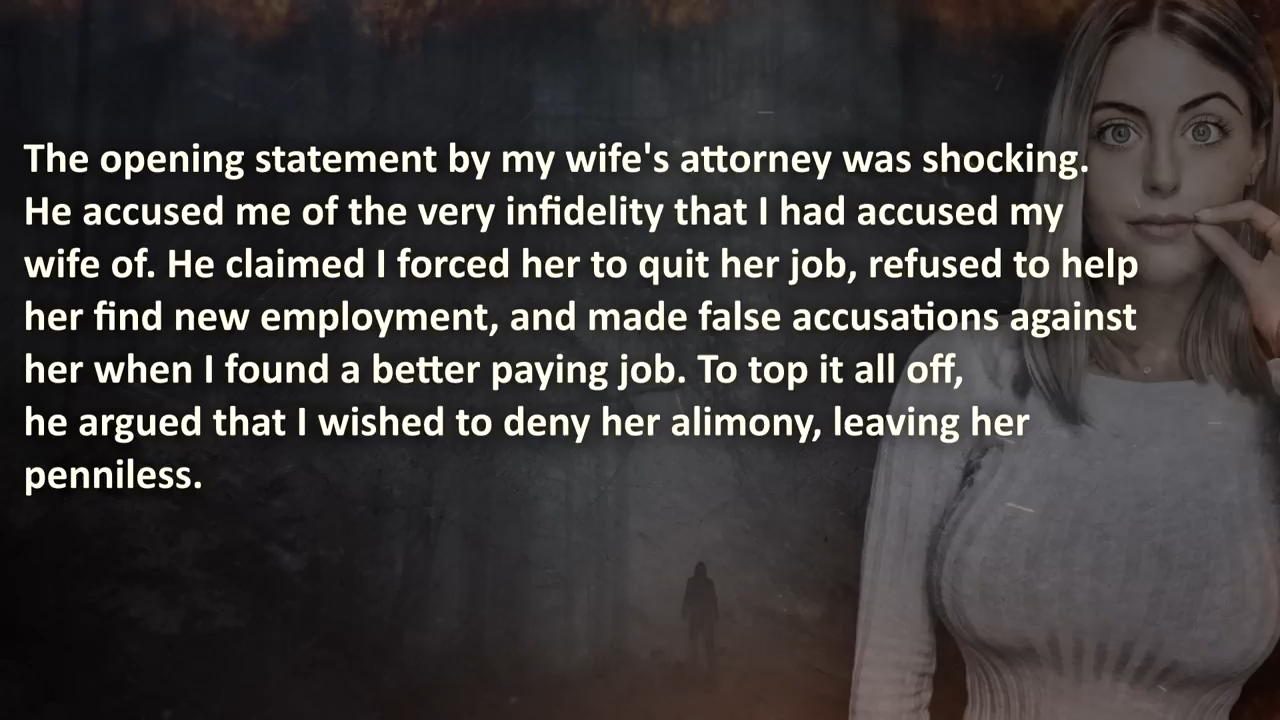 The opening statement by my wife's attorney was shocking.
He accused me of the very infidelity that I had accused my
wife of. He claimed I forced her to quit her job, refused to help
her find new employment, and made false accusations against
her when I found a better paying job. To top it all off,
he argued that I wished to deny her alimony, leaving her
penniless.